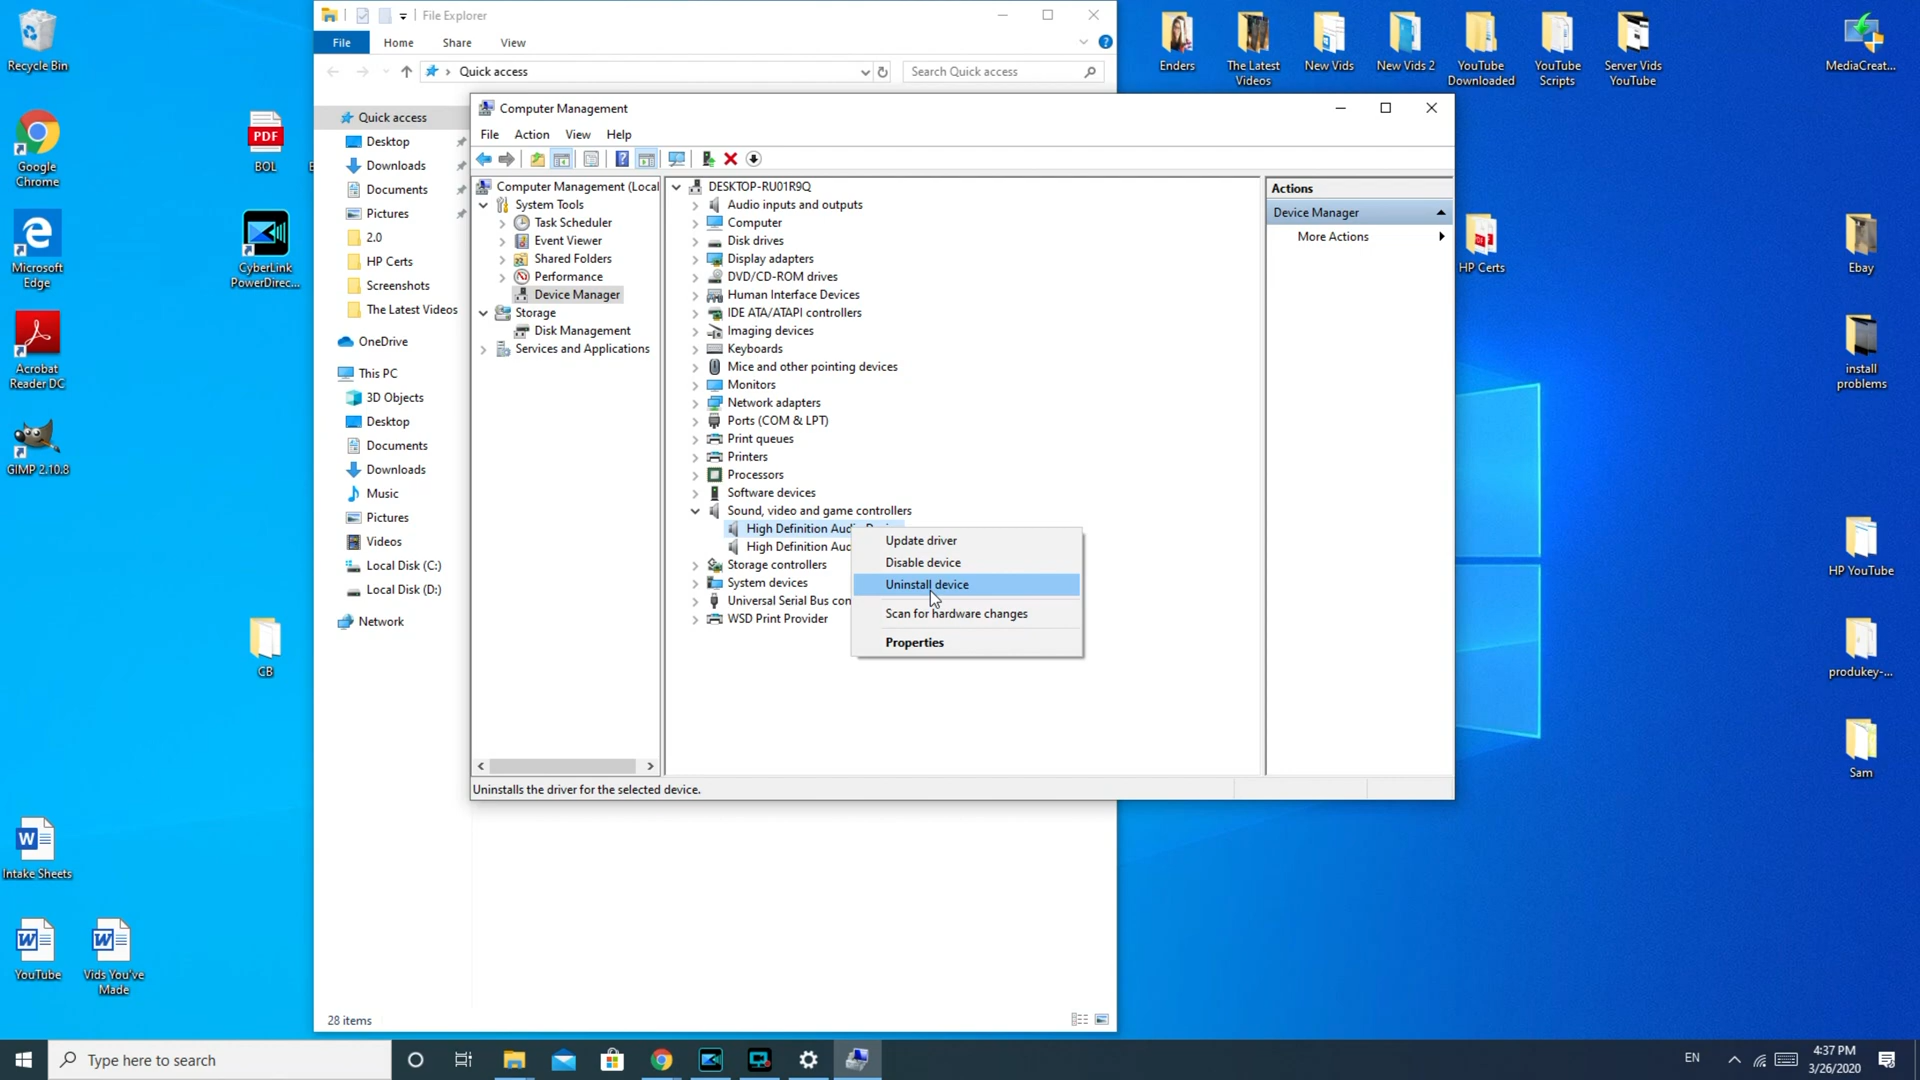 Recycle Bin
Google
Chrome
Microsoft
Edge
Acrobat
Reader DC
GIMP 2.10.8
Intake Sheets
YouTube
Vids You've
Made
PDF
BOL
CyberLink
PowerDirec...
CB
File Explorer
File
Home
Share
View
Quick access
Search Quick access
Quick access
Desktop
Downloads
Documents
Pictures
2.0
HP Certs
Screenshots
The Latest Videos
OneDrive
This PC
3D Objects
Desktop
Documents
Downloads
Music
Pictures
Videos
Local Disk (C:)
Local Disk (D:)
Network
28 items
Computer Management
File
Action
View
Help
Computer Management (Local
System Tools
Task Scheduler
Event Viewer
Shared Folders
Performance
Device Manager
Storage
Disk Management
Services and Applications
DESKTOP-RU01R9Q
Audio inputs and outputs
Computer
Disk drives
Display adapters
DVD/CD-ROM drives
Human Interface Devices
IDE ATA/ATAPI controllers
Imaging devices
Keyboards
Mice and other pointing devices
Monitors
Network adapters
Ports (COM & LPT)
Print queues
Printers
Processors
Software devices
Sound, video and game controllers
High Definition
High Definition
Storage controllers
System devices
Universal Serial Bus
WSD Print Provider
Update driver
Disable device
Uninstall device
Scan for hardware changes
Properties
Actions
Device Manager
More Actions
Uninstalls the driver for the selected device.
Enders
The Latest
Videos
New Vids
New Vids 2
YouTube
Downloaded
YouTube
Scripts
Server Vids
YouTube
MediaCreat...
HP Certs
Ebay
install
problems
HP YouTube
produkey-...
Sam
Type here to search
EN
4:37 PM
3/26/2020